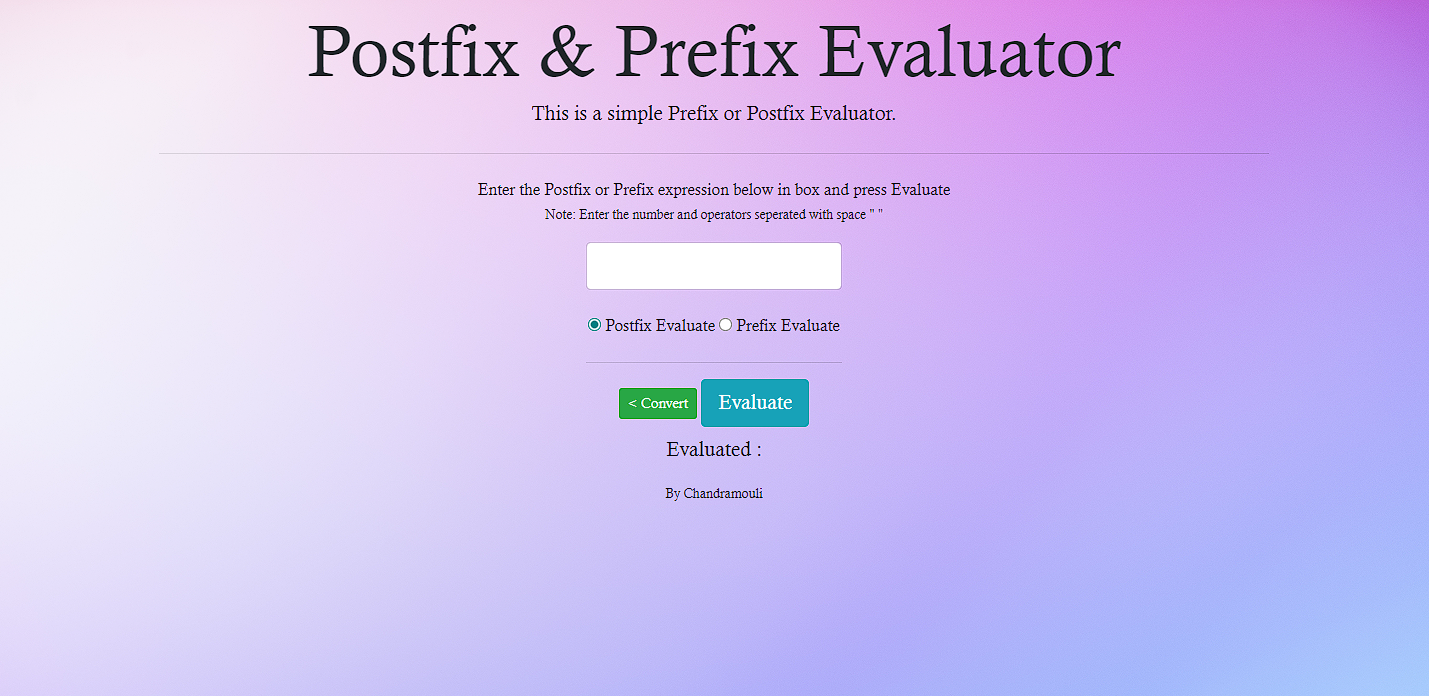 Postfix & Prefix Evaluator
This is a simple Prefix or Postfix Evaluator.
Enter the Postfix or Prefix expression below in box and press Evaluate
Note: Enter the number and operators seperated with space " "
Postfix Evaluate Prefix Evaluate
< Convert Evaluate
Evaluated :
By Chandramouli